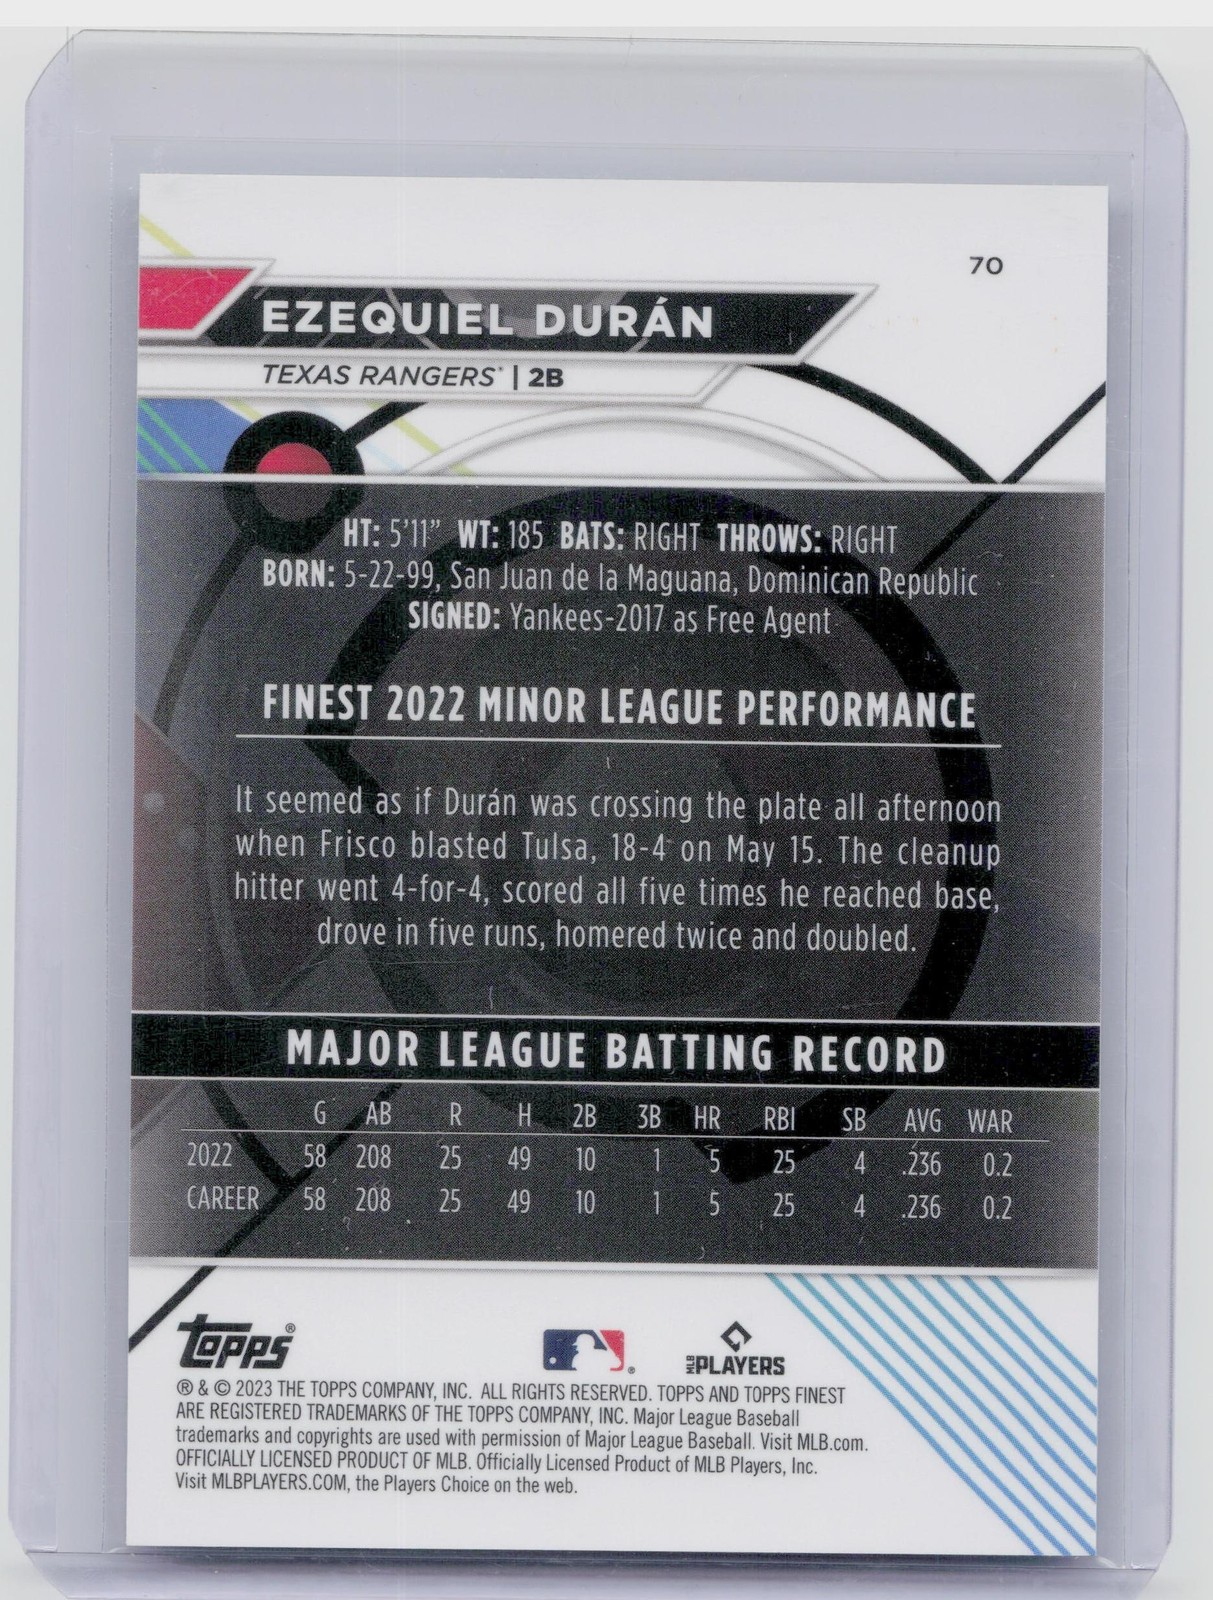 70
EZEQUIEL DURÁN
TEXAS RANGERS® | 2B
HT: 5'11" WT: 185 BATS: RIGHT THROWS: RIGHT
BORN: 5-22-99, San Juan de la Maguana, Dominican Republic
SIGNED: Yankees-2017 as Free Agent
FINEST 2022 MINOR LEAGUE PERFORMANCE
It seemed as if Durán was crossing the plate all afternoon
when Frisco blasted Tulsa, 18-4 on May 15. The cleanup
hitter went 4-for-4, scored all five times he reached base,
drove in five runs, homered twice and doubled.
MAJOR LEAGUE BATTING RECORD
G AB R H 2B 3B HR RBI SB AVG WAR
2022 58 208 25 49 10 1 5 25 4 .236 0.2
CAREER 58 208 25 49 10 1 5 25 4 .236 0.2
TOPPS®
MLB PLAYERS
® & © 2023 THE TOPPS COMPANY, INC. ALL RIGHTS RESERVED. TOPPS AND TOPPS FINEST
ARE REGISTERED TRADEMARKS OF THE TOPPS COMPANY, INC. Major League Baseball
trademarks and copyrights are used with permission of Major League Baseball. Visit MLB.com.
OFFICIALLY LICENSED PRODUCT OF MLB. Officially Licensed Product of MLB Players, Inc.
Visit MLBPLAYERS.COM, the Players Choice on the web.